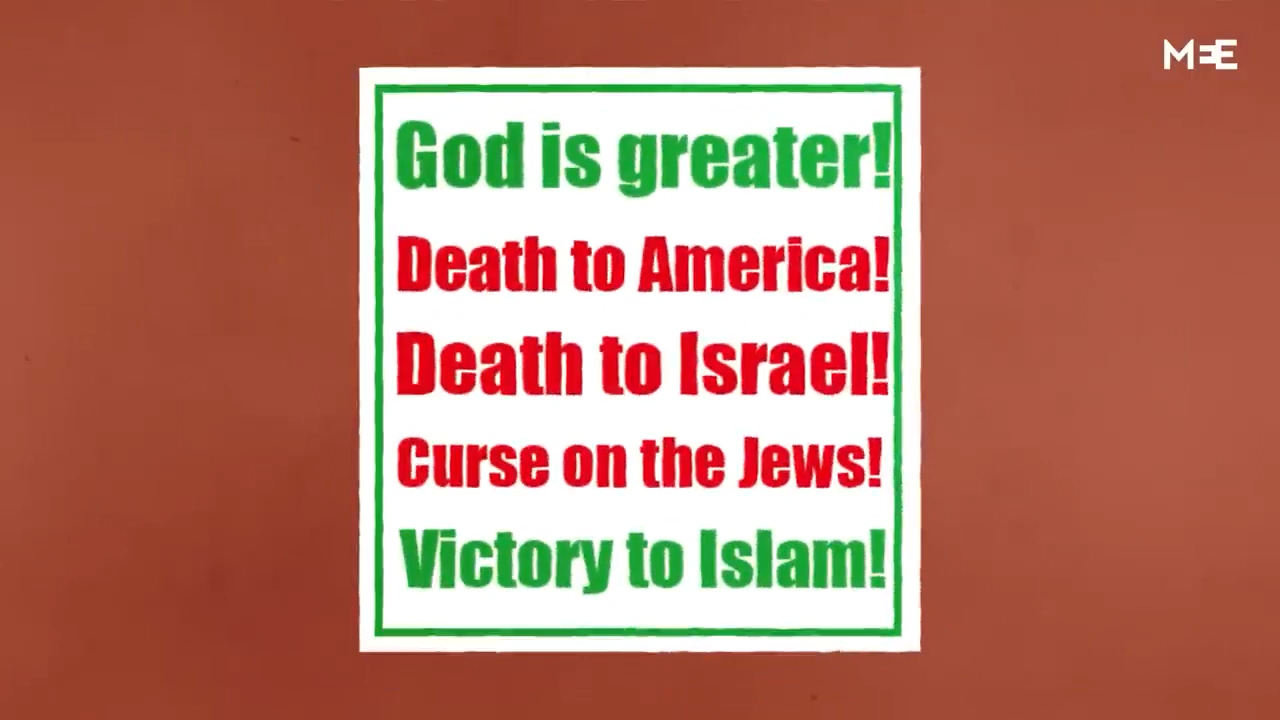 MEE
God is greater!
Death to America!
Death to Israel!
Curse on the Jews!
Victory to Islam!